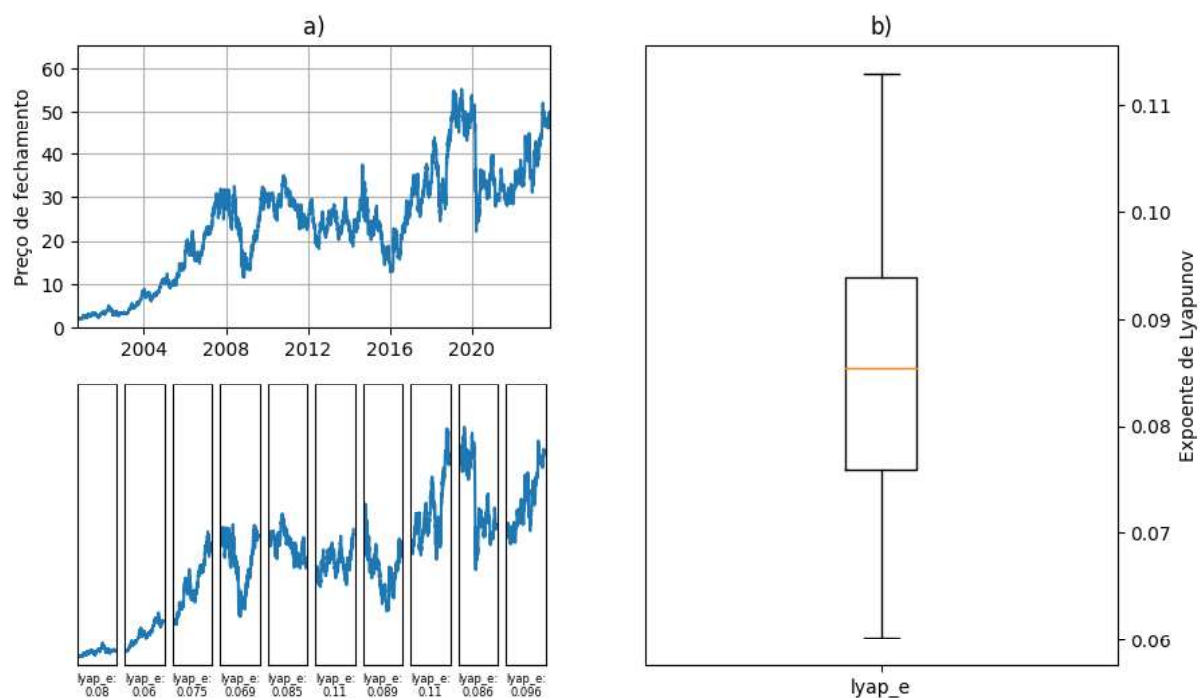 a)
Preço de fechamento
60
50
40
30
20
10
0
2004 2008 2012 2016 2020
lyap_e: lyap_e: lyap_e: lyap_e: lyap_e: lyap_e: lyap_e: lyap_e: lyap_e: lyap_e:
0.08 0.06 0.075 0.069 0.085 0.11 0.089 0.11 0.086 0.096
b)
0.11
0.10
0.09
0.08
0.07
0.06
Expoente de Lyapunov
lyap_e